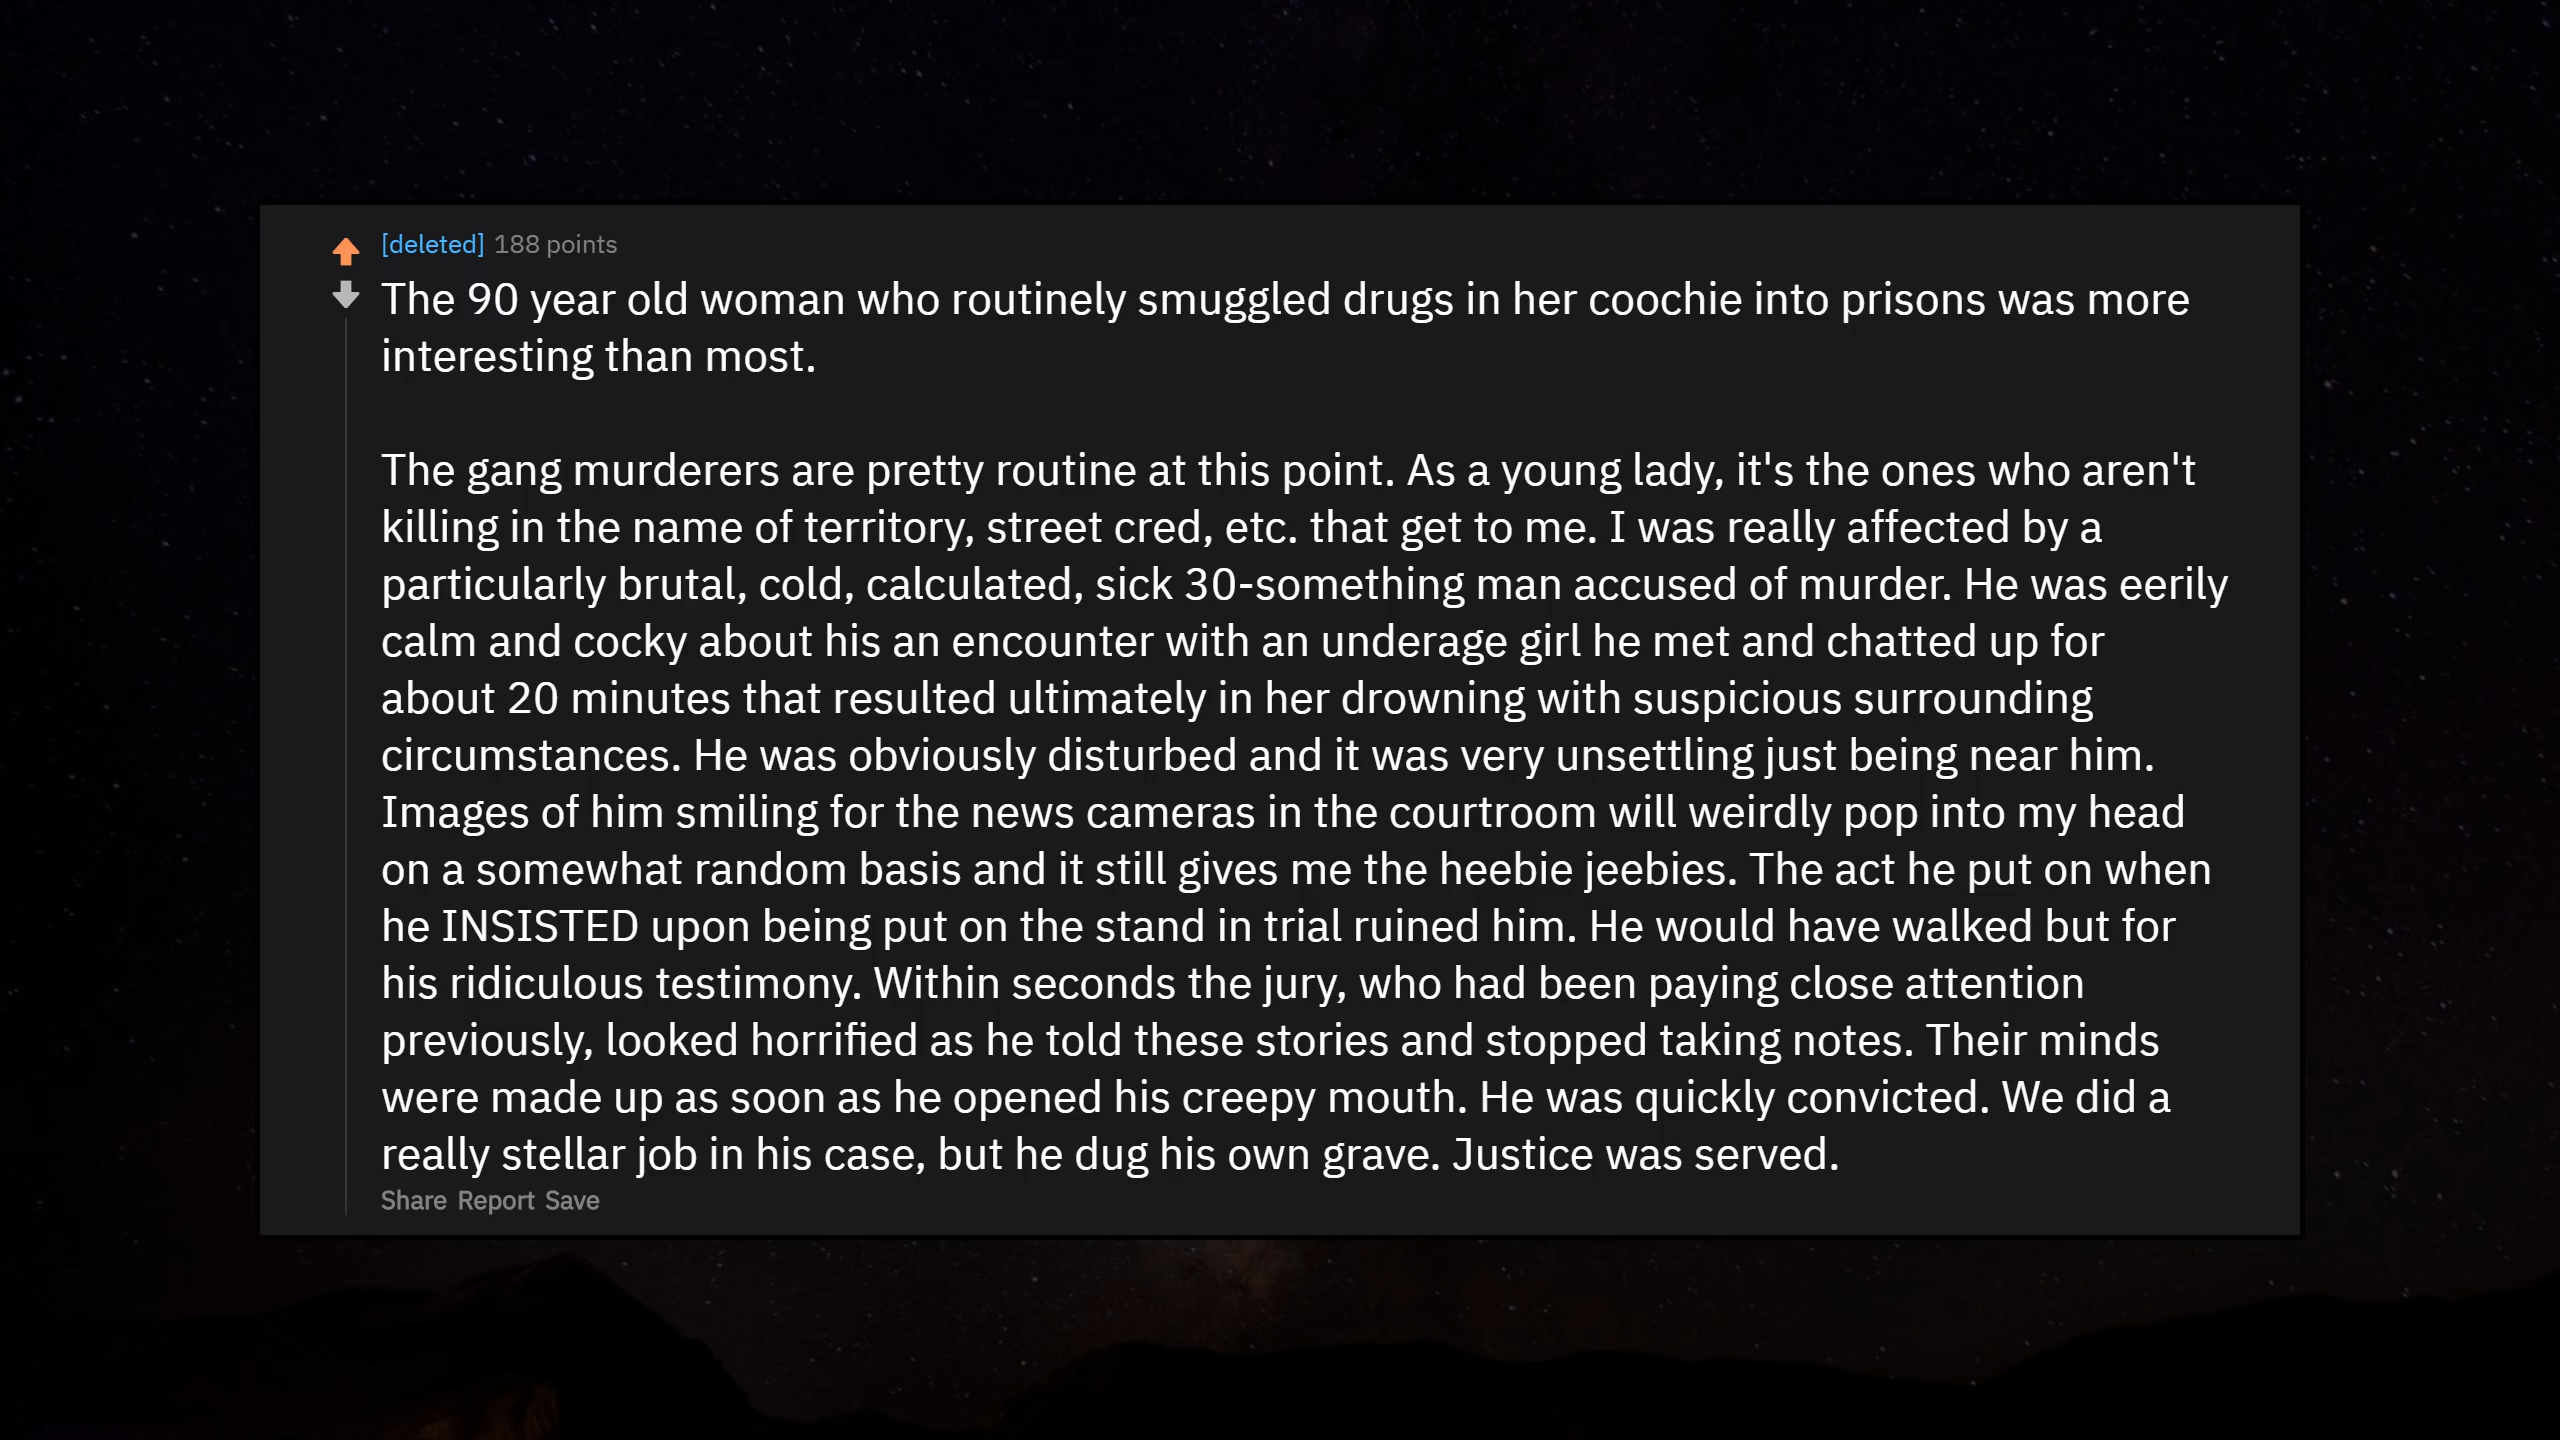 [deleted] 188 points
The 90 year old woman who routinely smuggled drugs in her coochie into prisons was more
interesting than most.
The gang murderers are pretty routine at this point. As a young lady, it's the ones who aren't
killing in the name of territory, street cred, etc. that get to me. I was really affected by a
particularly brutal, cold, calculated, sick 30-something man accused of murder. He was eerily
calm and cocky about his an encounter with an underage girl he met and chatted up for
about 20 minutes that resulted ultimately in her drowning with suspicious surrounding
circumstances. He was obviously disturbed and it was very unsettling just being near him.
Images of him smiling for the news cameras in the courtroom will weirdly pop into my head
on a somewhat random basis and it still gives me the heebie jeebies. The act he put on when
he INSISTED upon being put on the stand in trial ruined him. He would have walked but for
his ridiculous testimony. Within seconds the jury, who had been paying close attention
previously, looked horrified as he told these stories and stopped taking notes. Their minds
were made up as soon as he opened his creepy mouth. He was quickly convicted. We did a
really stellar job in his case, but he dug his own grave. Justice was served.
Share Report Save